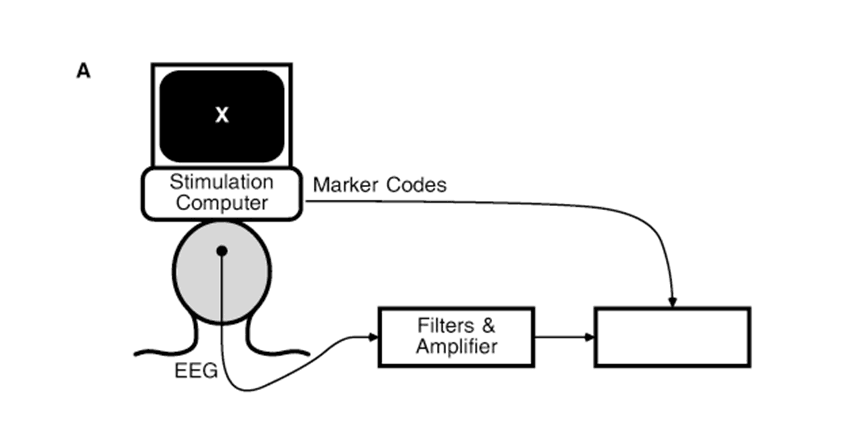 A
X
Stimulation
Computer
Marker Codes
Filters &
Amplifier
EEG